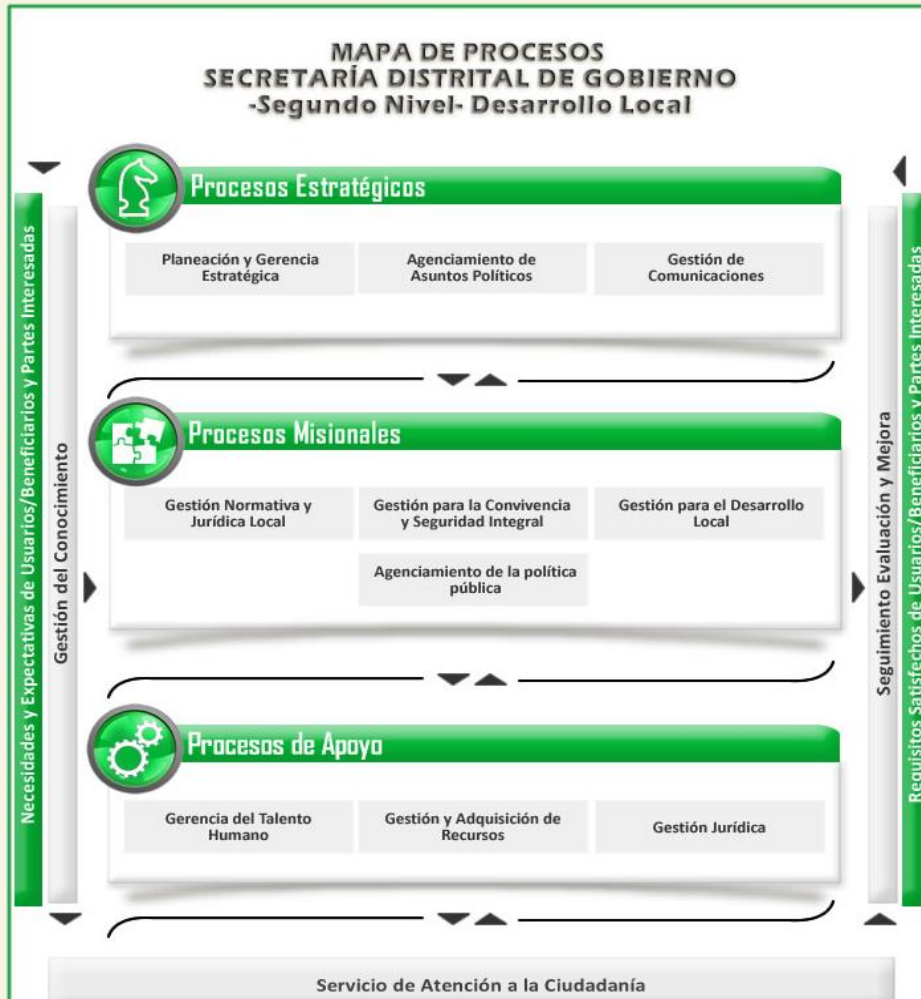 MAPA DE PROCESOS
SECRETARÍA DISTRITAL DE GOBIERNO
-Segundo Nivel- Desarrollo Local
Necesidades y Expectativas de Usuarios/Beneficiarios y Partes Interesadas
Gestión del Conocimiento
Procesos Estratégicos
Planeación y Gerencia
Estratégica
Agenciamiento de
Asuntos Políticos
Gestión de
Comunicaciones
Procesos Misionales
Gestión Normativa y
Jurídica Local
Gestión para la Convivencia
y Seguridad Integral
Gestión para el Desarrollo
Local
Agenciamiento de la política
pública
Procesos de Apoyo
Gerencia del Talento
Humano
Gestión y Adquisición de
Recursos
Gestión Jurídica
Seguimiento Evaluación y Mejora
Requisitos Satisfechos de Usuarios/Beneficiarios y Partes Interesadas
Servicio de Atención a la Ciudadanía